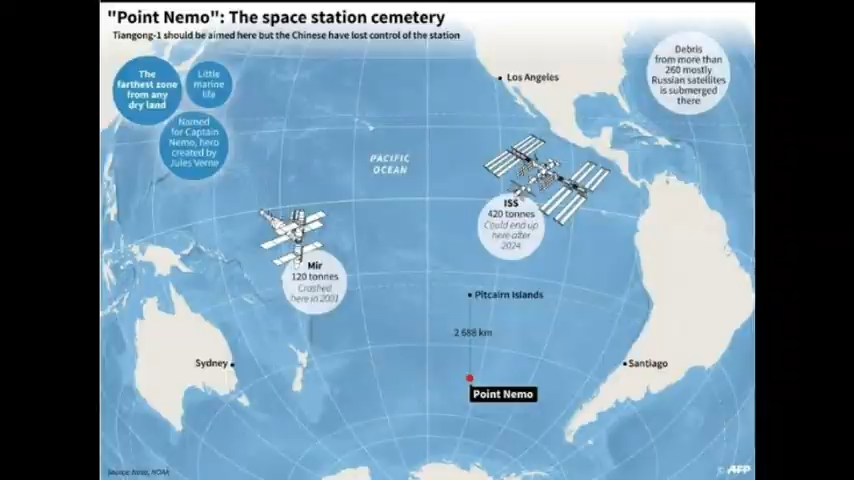 "Point Nemo": The space station cemetery
Tiangong-1 should be aimed here but the Chinese have lost control of the station
The
farthest zone
from any
dry land
Little
marine
life
Named
for Captain
Nemo, hero
created by
Jules Verne
Los Angeles
Debris
from more than
260 mostly
Russian satellites
is submerged
there
PACIFIC
OCEAN
ISS
420 tonnes
Could end up
here after
2024
Mir
120 tonnes
Crashed
here in 2001
Pitcairn Islands
2 688 km
Sydney
Santiago
Point Nemo
Source: Nasa, NOAA
© AFP